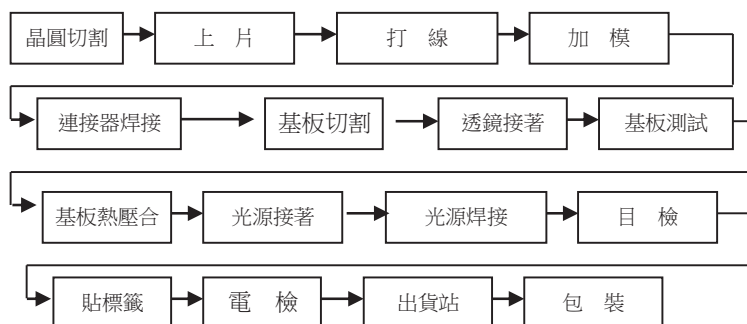 晶圓切割 上 片 打 線 加 模
連接器焊接 基板切割 透鏡接著 基板測試
基板熱壓合 光源接著 光源焊接 目 檢
貼標籤 電 檢 出貨站 包 裝